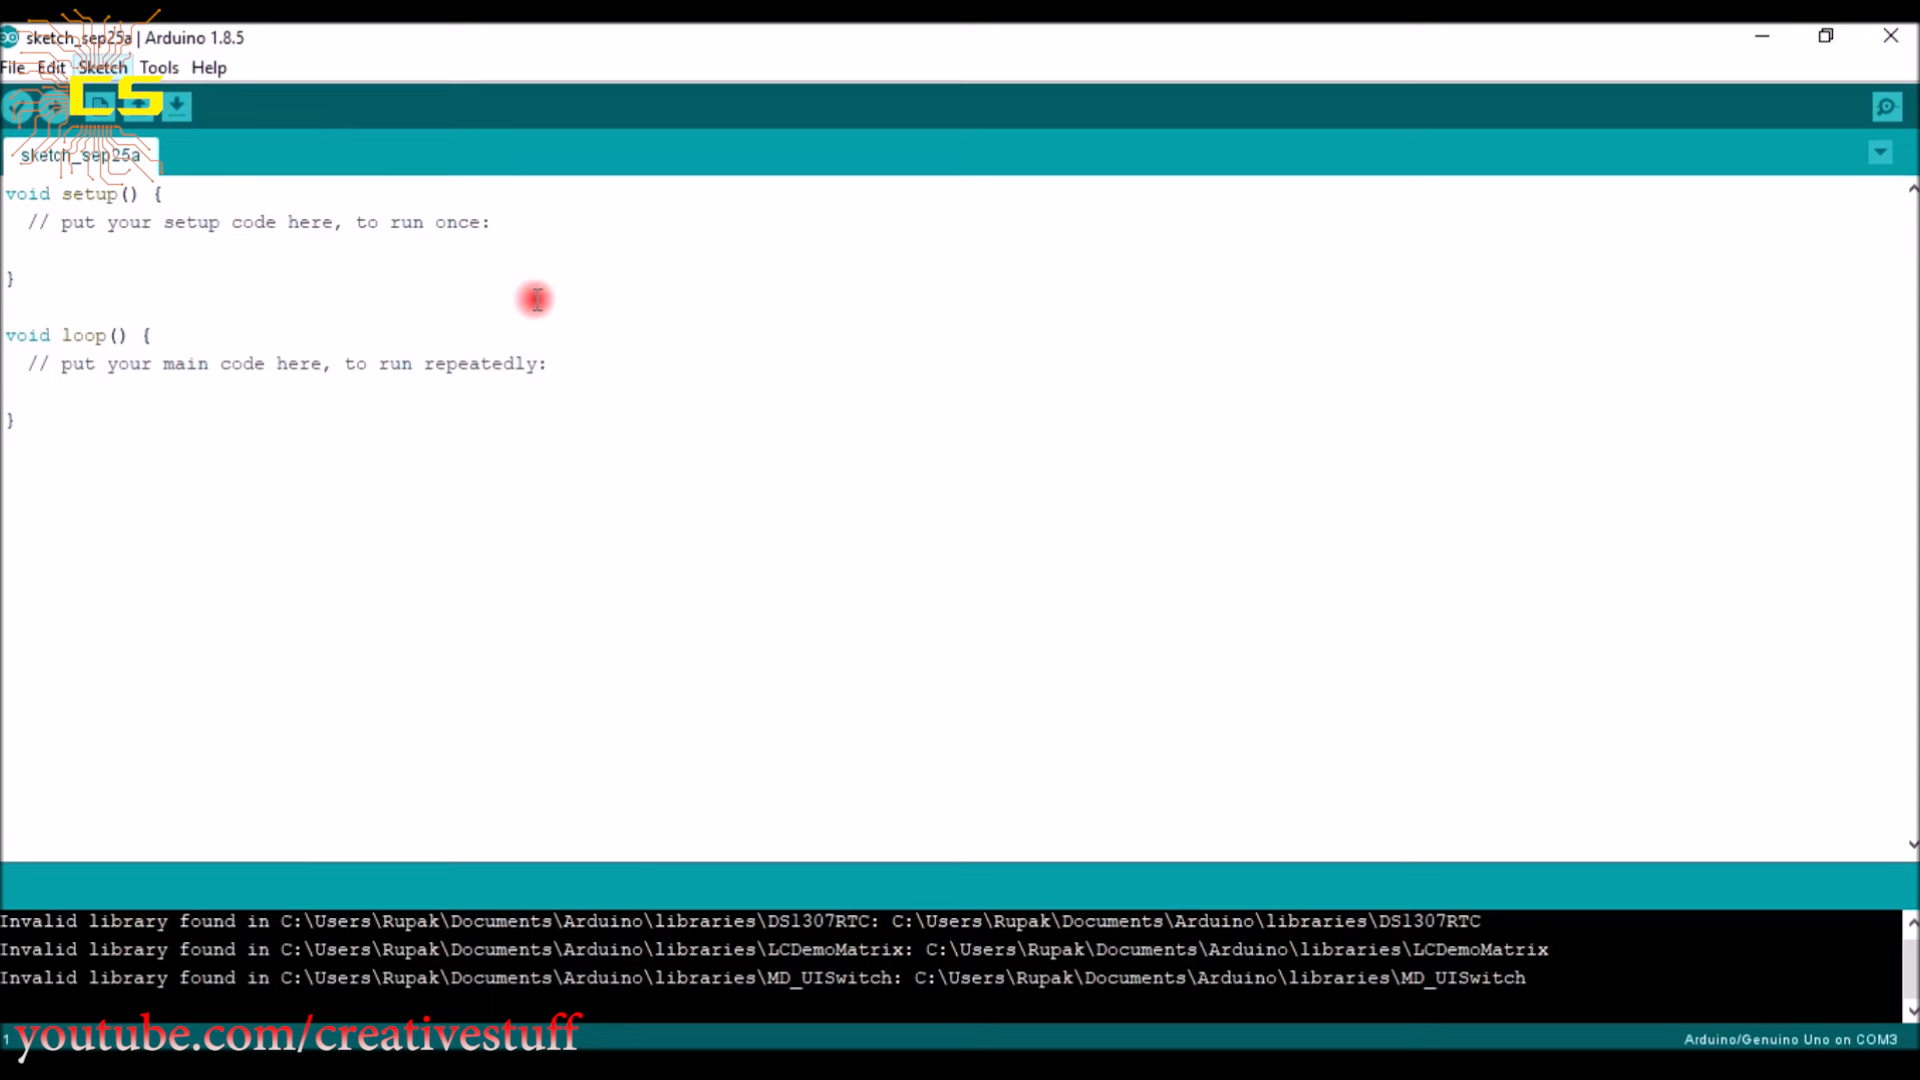 sketch_sep25a | Arduino 1.8.5
File Edit Sketch Tools Help
CS
sketch_sep25a
void setup() {
// put your setup code here, to run once:
}
void loop() {
// put your main code here, to run repeatedly:
}
Invalid library found in C:\Users\Rupak\Documents\Arduino\libraries\DS1307RTC: C:\Users\Rupak\Documents\Arduino\libraries\DS1307RTC
Invalid library found in C:\Users\Rupak\Documents\Arduino\libraries\LCDemoMatrix: C:\Users\Rupak\Documents\Arduino\libraries\LCDemoMatrix
Invalid library found in C:\Users\Rupak\Documents\Arduino\libraries\MD_UISwitch: C:\Users\Rupak\Documents\Arduino\libraries\MD_UISwitch
1 youtube.com/creativestuff
Arduino/Genuino Uno on COM3